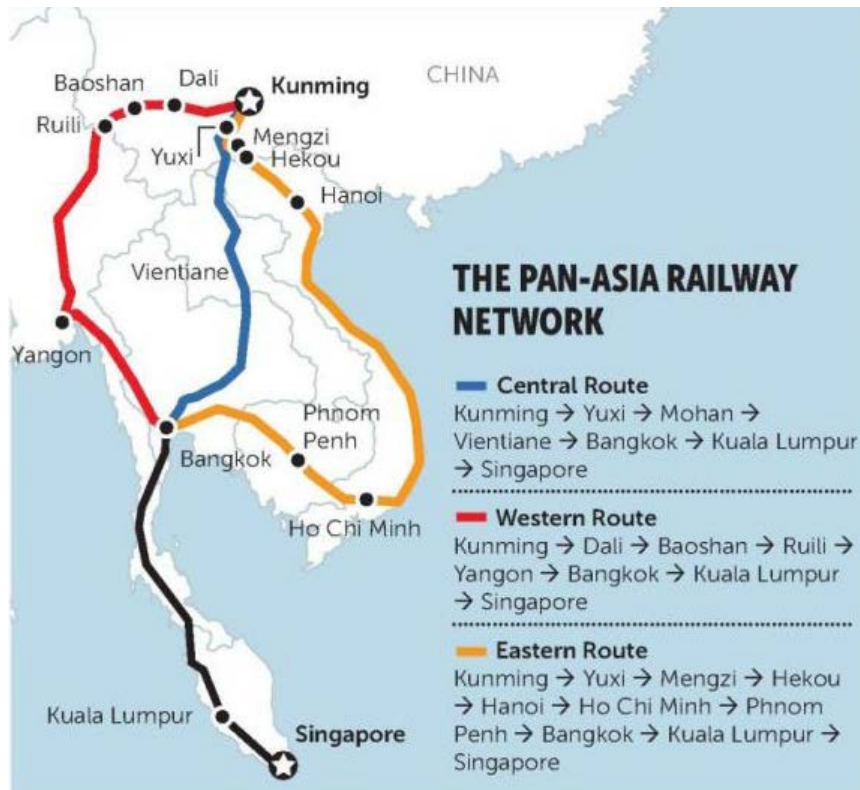 CHINA
Baoshan
Dali
Kunming
Ruili
Yuxi
Mengzi
Hekou
Hanoi
Vientiane
Yangon
Phnom
Penh
Bangkok
Ho Chi Minh
Kuala Lumpur
Singapore
THE PAN-ASIA RAILWAY
NETWORK
Central Route
Kunming → Yuxi → Mohan →
Vientiane → Bangkok → Kuala Lumpur
→ Singapore
Western Route
Kunming → Dali → Baoshan → Ruili →
Yangon → Bangkok → Kuala Lumpur
→ Singapore
Eastern Route
Kunming → Yuxi → Mengzi → Hekou
→ Hanoi → Ho Chi Minh → Phnom
Penh → Bangkok → Kuala Lumpur →
Singapore